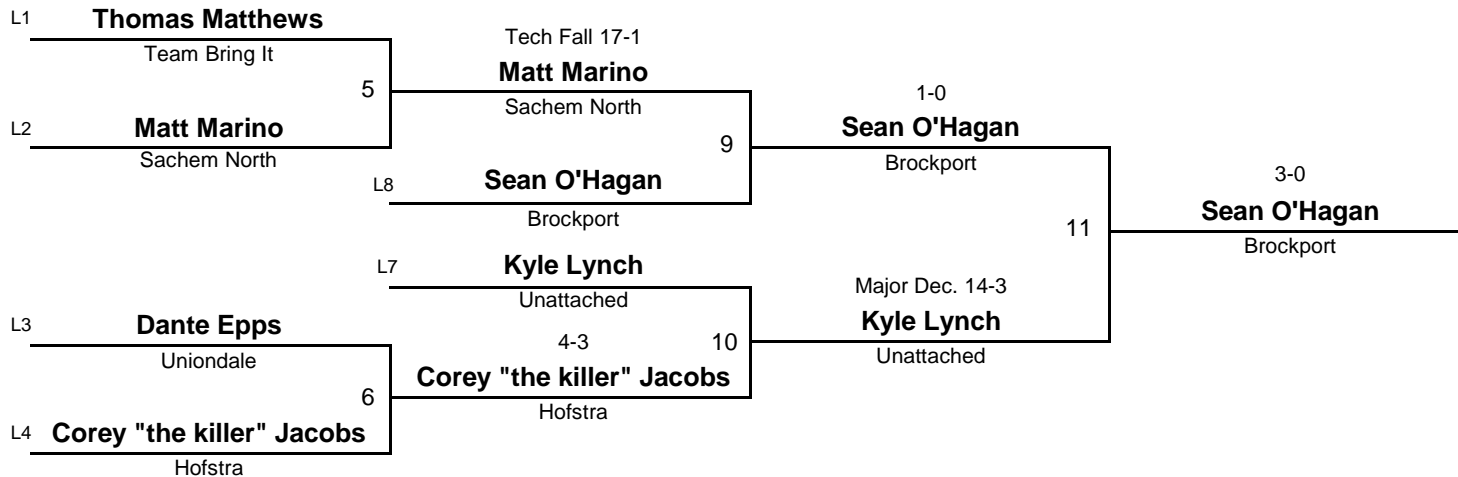 L1 Thomas Matthews
Team Bring It
5
L2 Matt Marino
Sachem North
Tech Fall 17-1
Matt Marino
Sachem North
9
L8 Sean O'Hagan
Brockport
1-0
Sean O'Hagan
Brockport
3-0
Sean O'Hagan
Brockport
11
L7 Kyle Lynch
Unattached
Major Dec. 14-3
Kyle Lynch
Unattached
L3 Dante Epps
Uniondale
6
4-3
10
Corey "the killer" Jacobs
Hofstra
L4 Corey "the killer" Jacobs
Hofstra